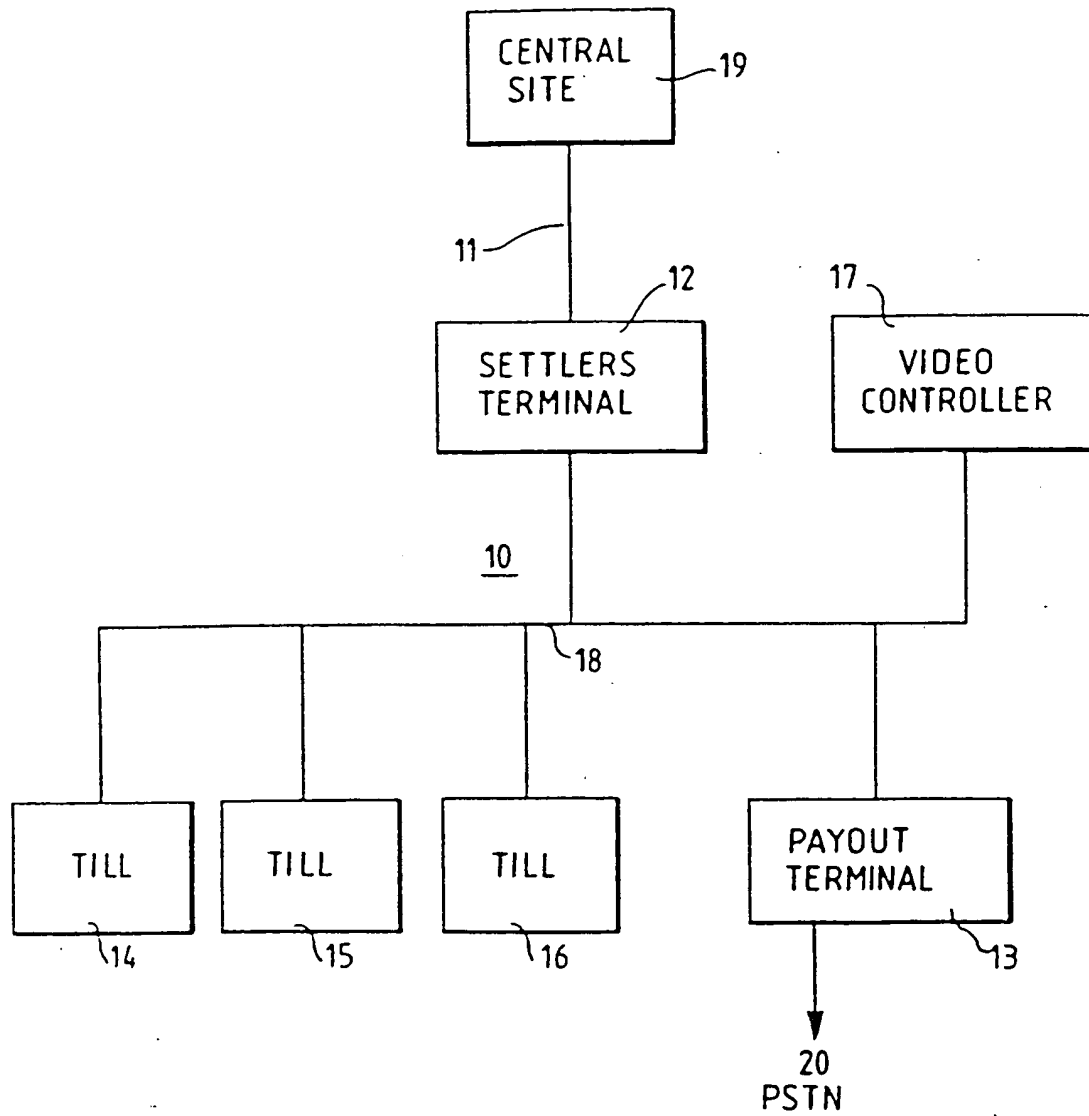 CENTRAL
SITE
19
11
12
17
SETTLERS
TERMINAL
VIDEO
CONTROLLER
10
18
TILL
TILL
TILL
PAYOUT
TERMINAL
14
15
16
13
20
PSTN